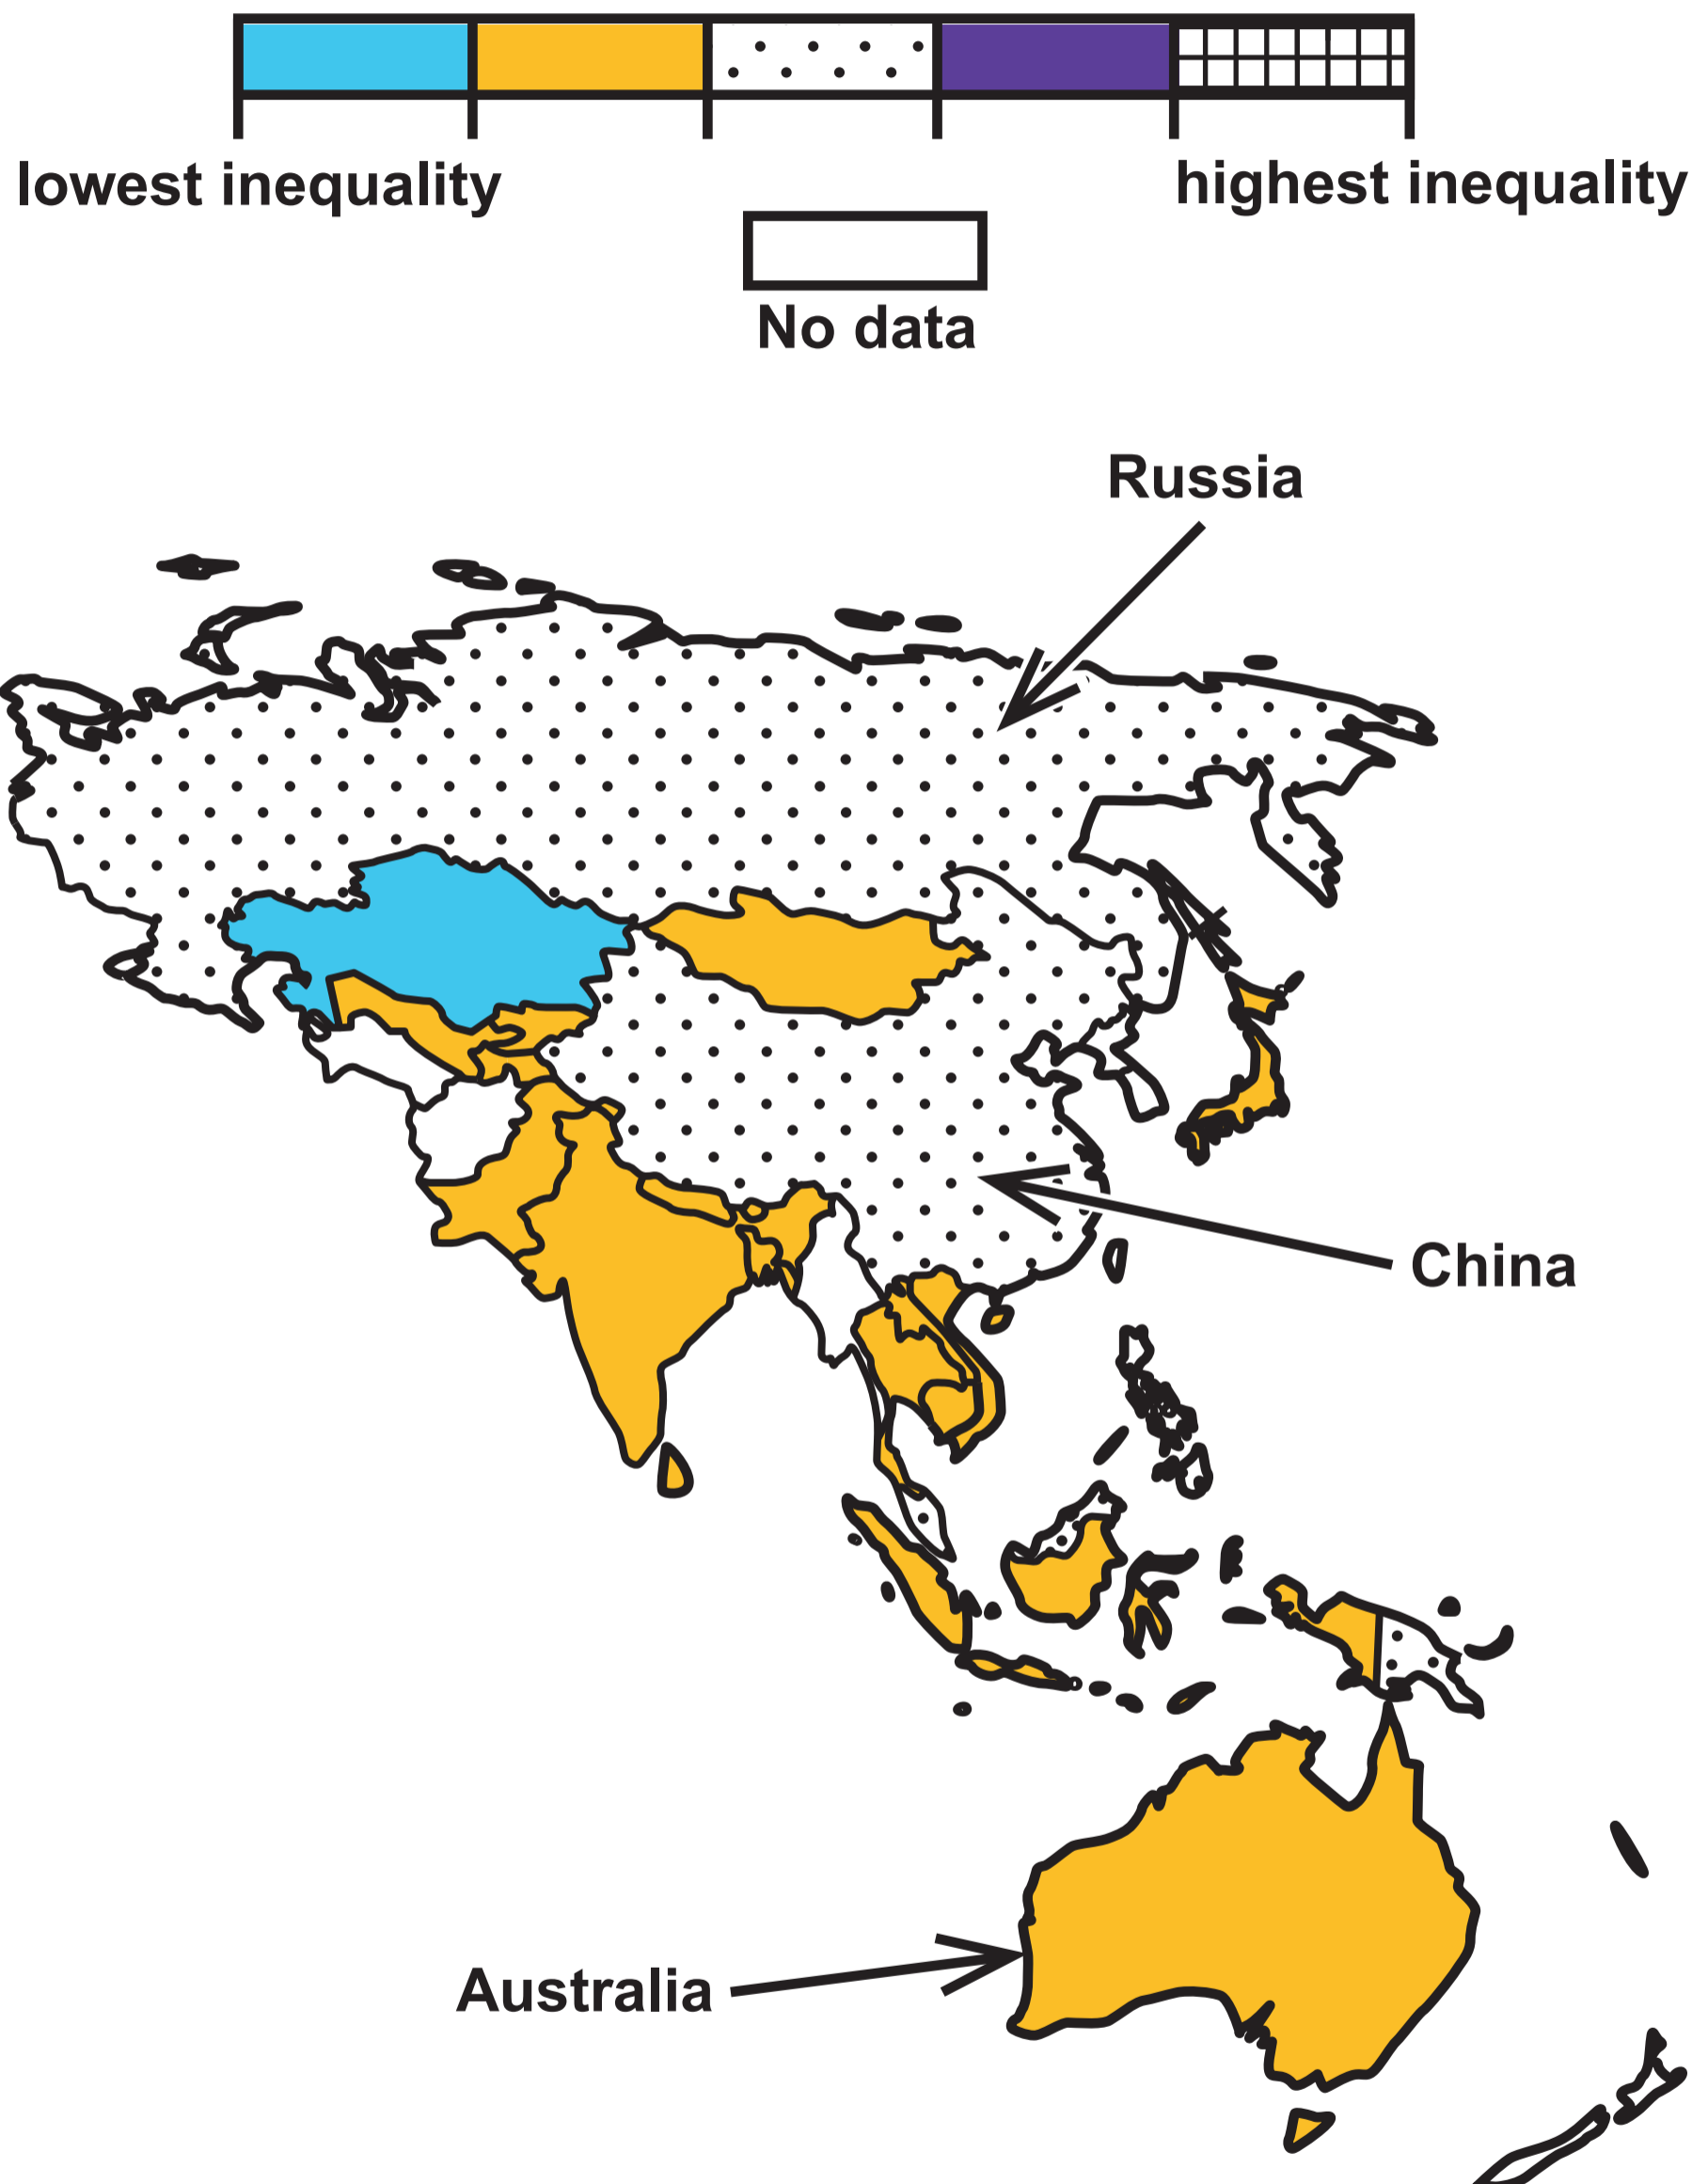 lowest inequality
highest inequality
No data
Russia
China
Australia